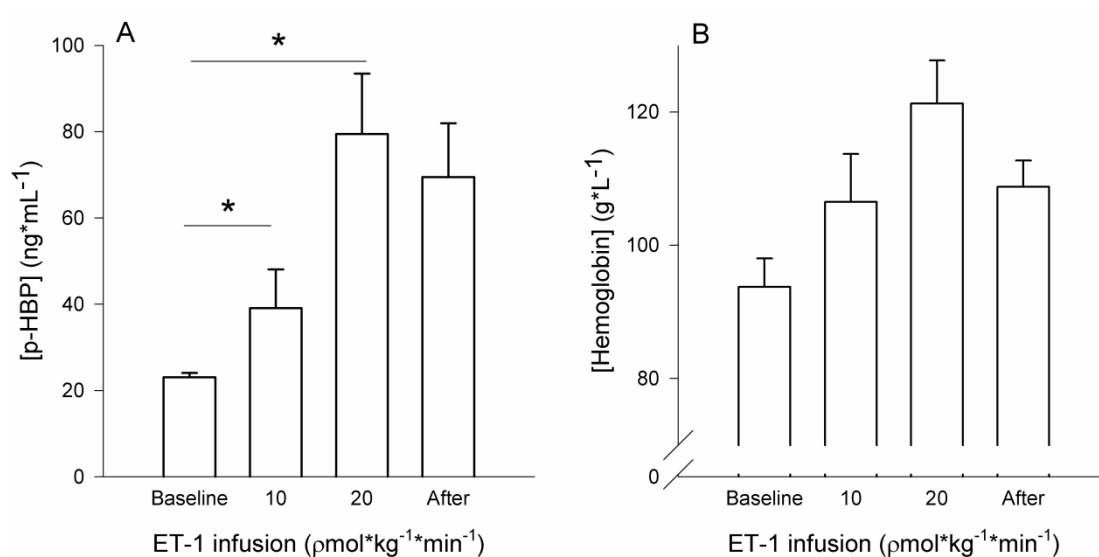 A
*
*
100
80
60
40
20
0
[p-HBP] (ng*mL⁻¹)
Baseline 10 20 After
ET-1 infusion (ρmol*kg⁻¹*min⁻¹)
B
120
100
80
0
[Hemoglobin] (g*L⁻¹)
Baseline 10 20 After
ET-1 infusion (ρmol*kg⁻¹*min⁻¹)